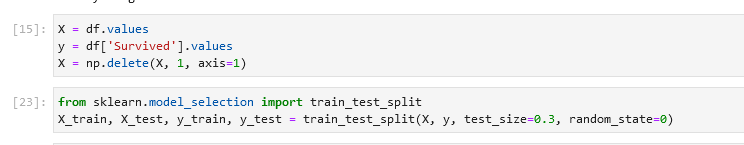 [15]: X = df.values
y = df['Survived'].values
X = np.delete(X, 1, axis=1)
[23]: from sklearn.model_selection import train_test_split
X_train, X_test, y_train, y_test = train_test_split(X, y, test_size=0.3, random_state=0)